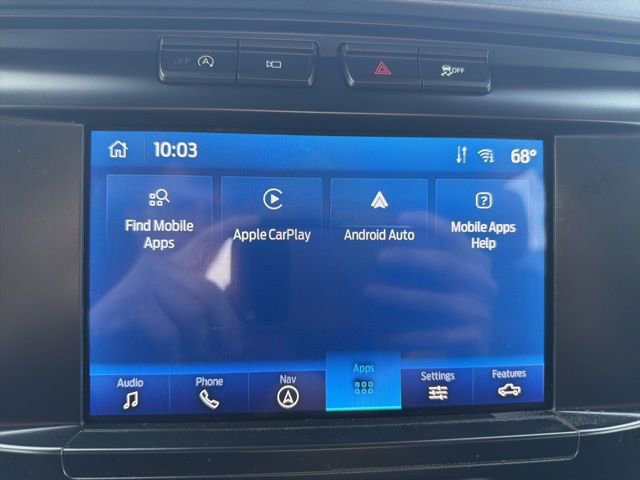 OFF A
OFF
10:03
68°
Find Mobile
Apps
Apple CarPlay
Android Auto
Mobile Apps
Help
Audio
Phone
Nav
Apps
Settings
Features